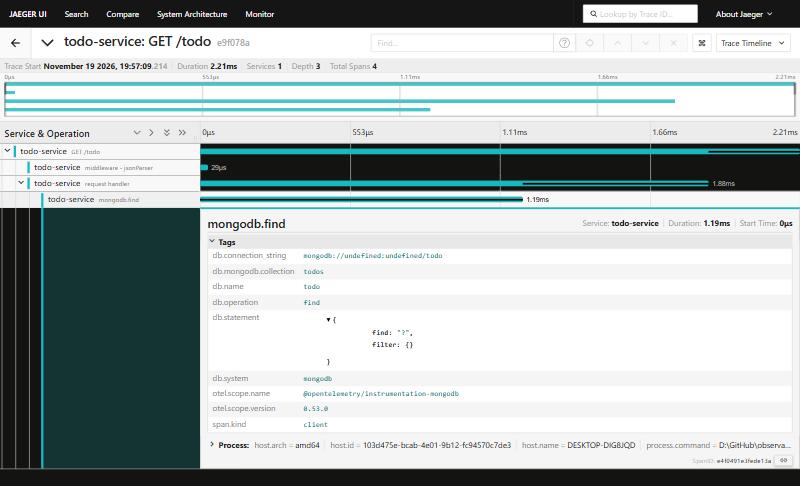 JAEGER UI Search Compare System Architecture Monitor Lookup by Trace ID... About Jaeger
todo-service: GET /todo e9f078a Find... Trace Timeline
Trace Start November 19 2026, 19:57:09.214 Duration 2.21ms Services 1 Depth 3 Total Spans 4
0μs 553μs 1.11ms 1.66ms 2.21ms
Service & Operation 0μs 553μs 1.11ms 1.66ms 2.21ms
todo-service GET /todo
todo-service middleware - jsonParser 29μs
todo-service request handler 1.88ms
todo-service mongodb.find 1.19ms
mongodb.find Service: todo-service Duration: 1.19ms Start Time: 0μs
Tags
db.connection_string mongodb://undefined:undefined/todo
db.mongodb.collection todos
db.name todo
db.operation find
db.statement {
find: "?",
filter: {}
}
db.system mongodb
otel.scope.name @opentelemetry/instrumentation-mongodb
otel.scope.version 0.53.0
span.kind client
Process: host.arch = amd64 host.id = 103d475e-bcab-4e01-9b12-fc94570c7de3 host.name = DESKTOP-DIG8JQD process.command = D:\GitHub\observa...
SpanID: e4f0491e3fede13a